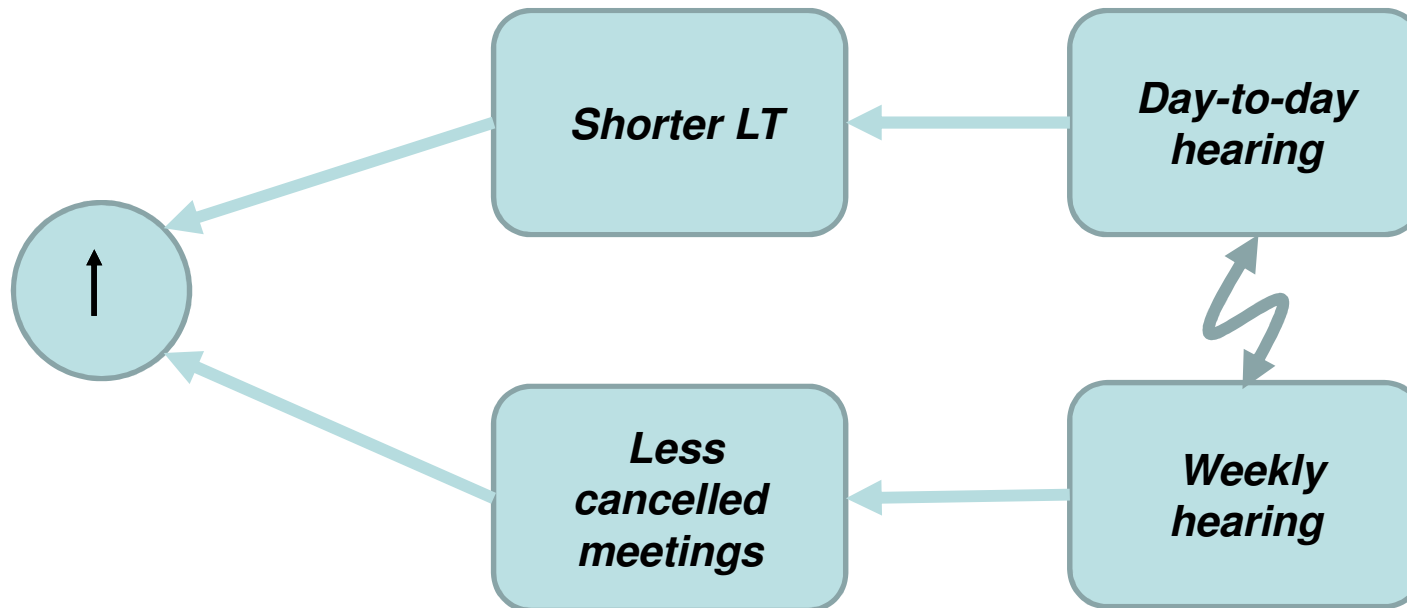 Shorter LT
Day-to-day
hearing
Less
cancelled
meetings
Weekly
hearing